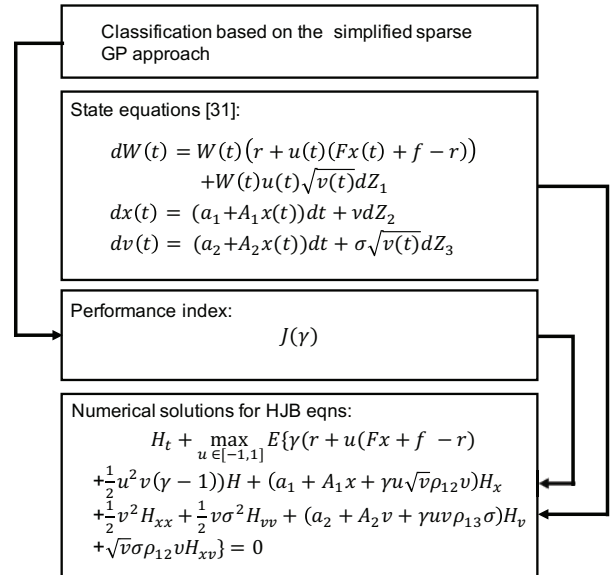 Classification based on the simplified sparse
GP approach
State equations [31]:
dW(t) = W(t)(r + u(t)(Fx(t) + f − r))
+W(t)u(t)√v(t)dZ₁
dx(t) = (a₁+A₁x(t))dt + νdZ₂
dv(t) = (a₂+A₂x(t))dt + σ√v(t)dZ₃
Performance index:
J(γ)
Numerical solutions for HJB eqns:
Hₜ + max E{γ(r + u(Fx + f − r)
u ∈[−1,1]
+½u²v(γ − 1))H + (a₁ + A₁x + γu√vρ₁₂υ)Hₓ
+½v²Hₓₓ + ½vσ²Hᵥᵥ + (a₂ + A₂v + γuvρ₁₃σ)Hᵥ
+√vσρ₁₂υHₓᵥ} = 0